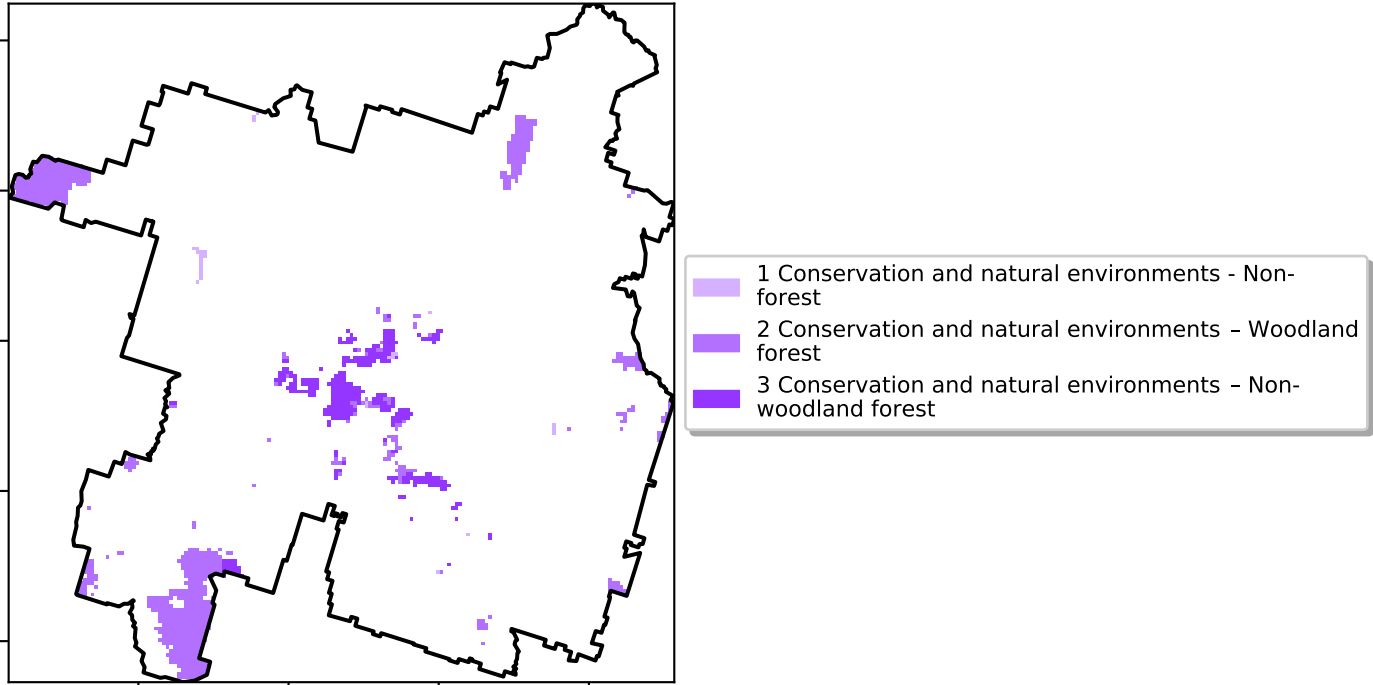 1 Conservation and natural environments - Non-
forest
2 Conservation and natural environments – Woodland
forest
3 Conservation and natural environments – Non-
woodland forest